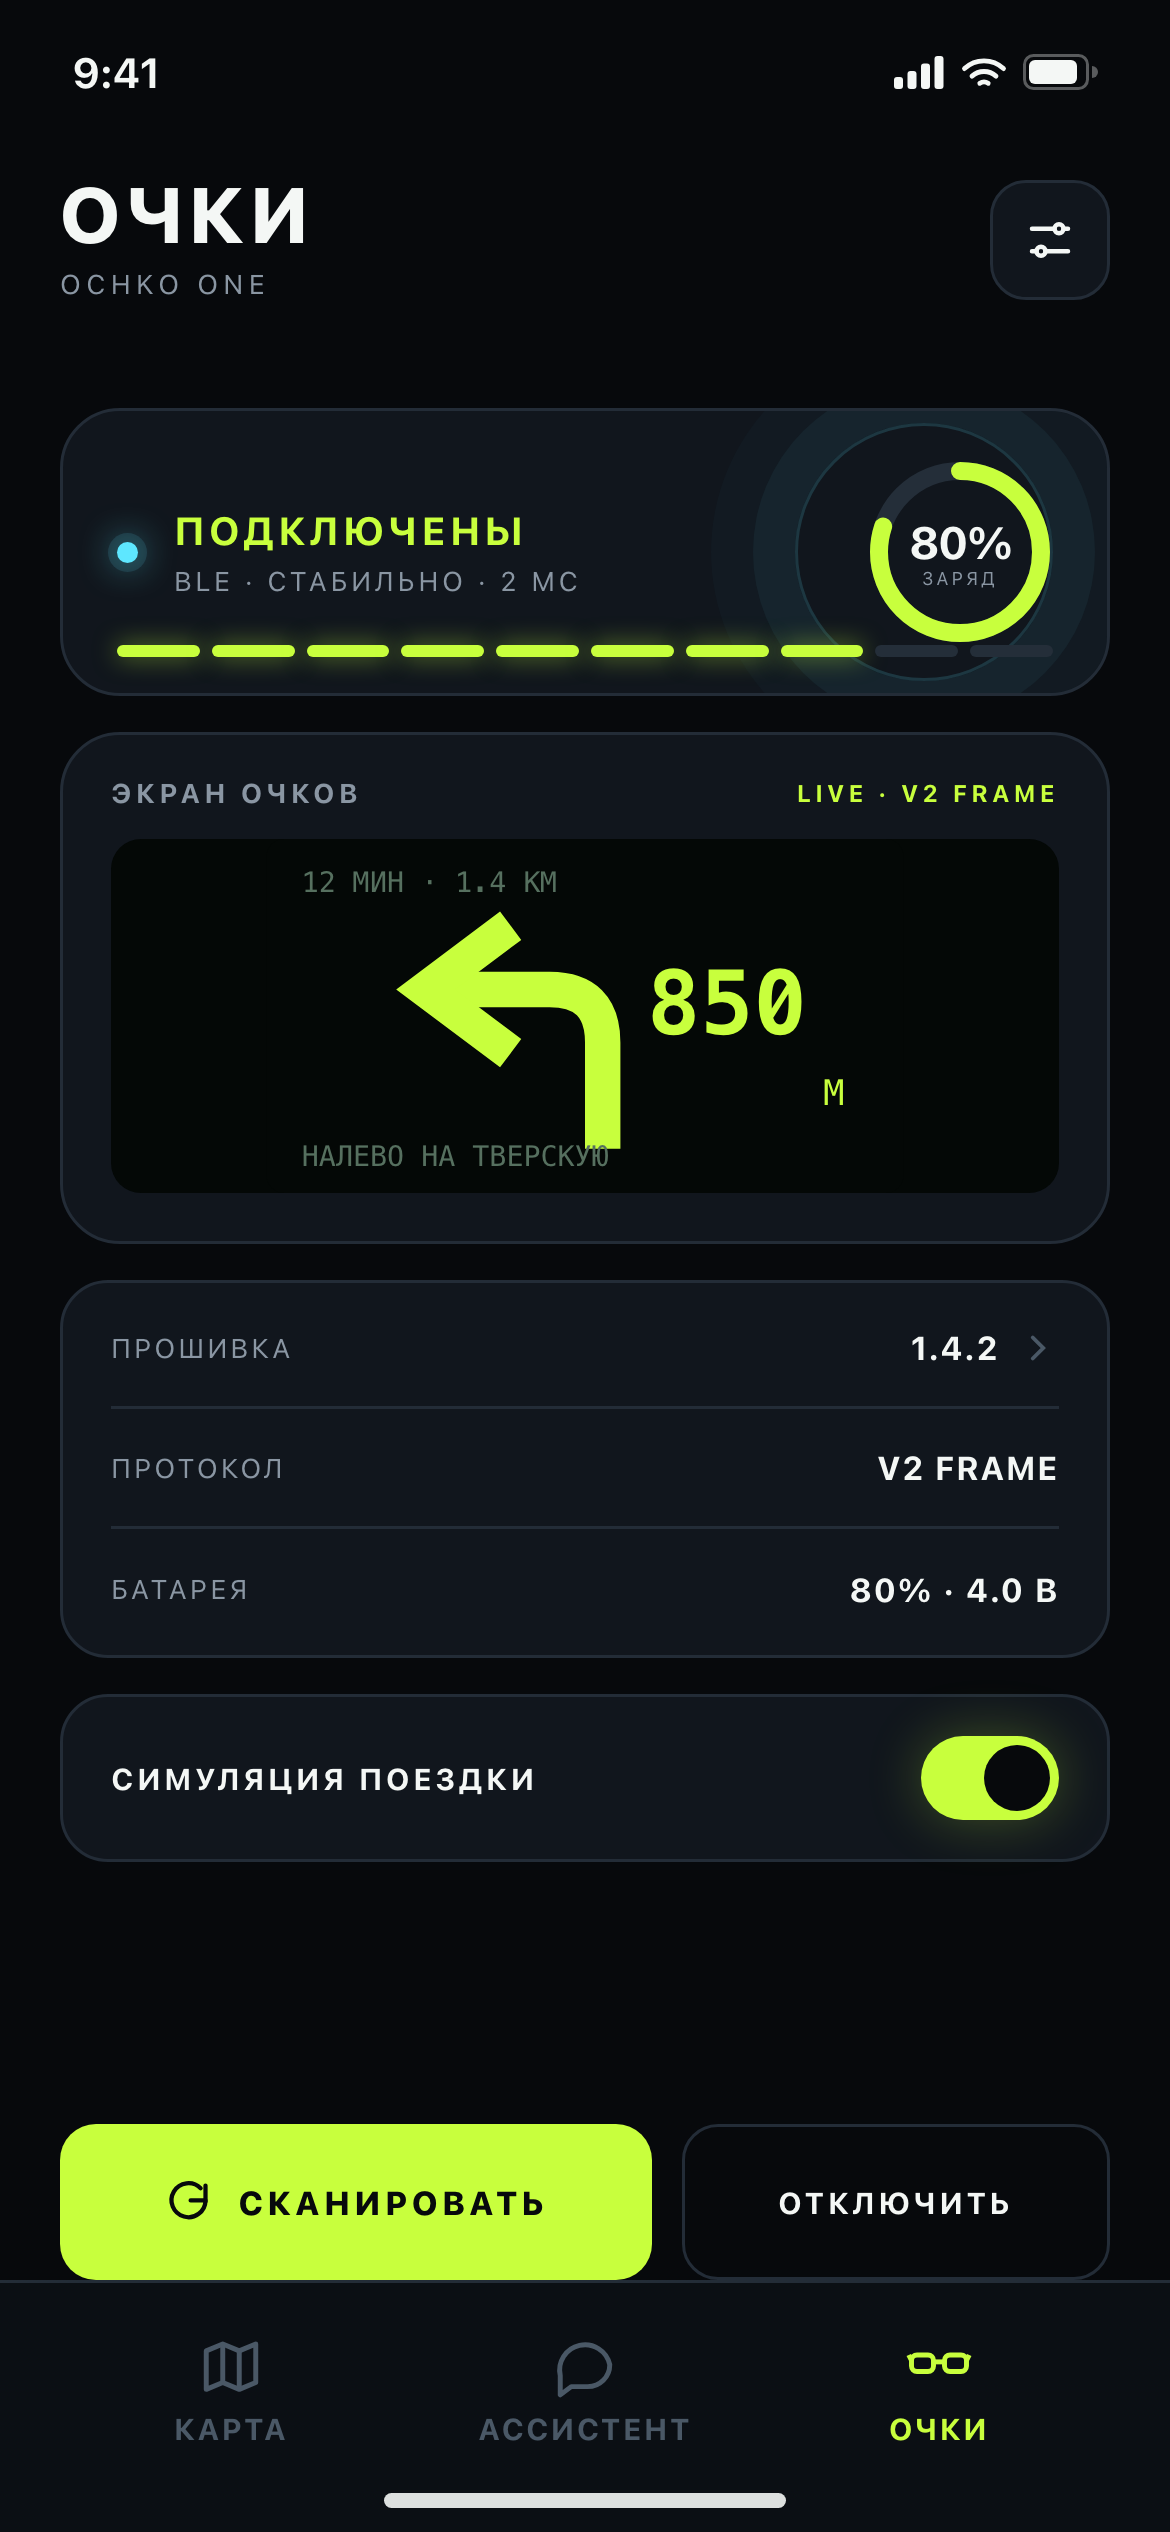 9:41
ОЧКИ
OCHKO ONE
ПОДКЛЮЧЕНЫ
BLE · СТАБИЛЬНО · 2 МС
80%
ЗАРЯД
ЭКРАН ОЧКОВ
LIVE · V2 FRAME
12 МИН · 1.4 КМ
850
М
НАЛЕВО НА ТВЕРСКУЮ
ПРОШИВКА
1.4.2
ПРОТОКОЛ
V2 FRAME
БАТАРЕЯ
80% · 4.0 В
СИМУЛЯЦИЯ ПОЕЗДКИ
СКАНИРОВАТЬ
ОТКЛЮЧИТЬ
КАРТА
АССИСТЕНТ
ОЧКИ